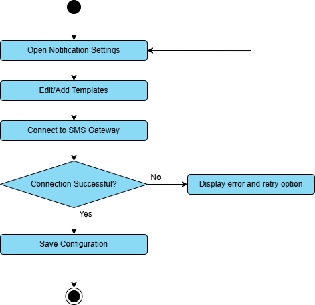 Open Notification Settings
Edit/Add Templates
Connect to SMS Gateway
Connection Successful?
No
Display error and retry option
Yes
Save Configuration